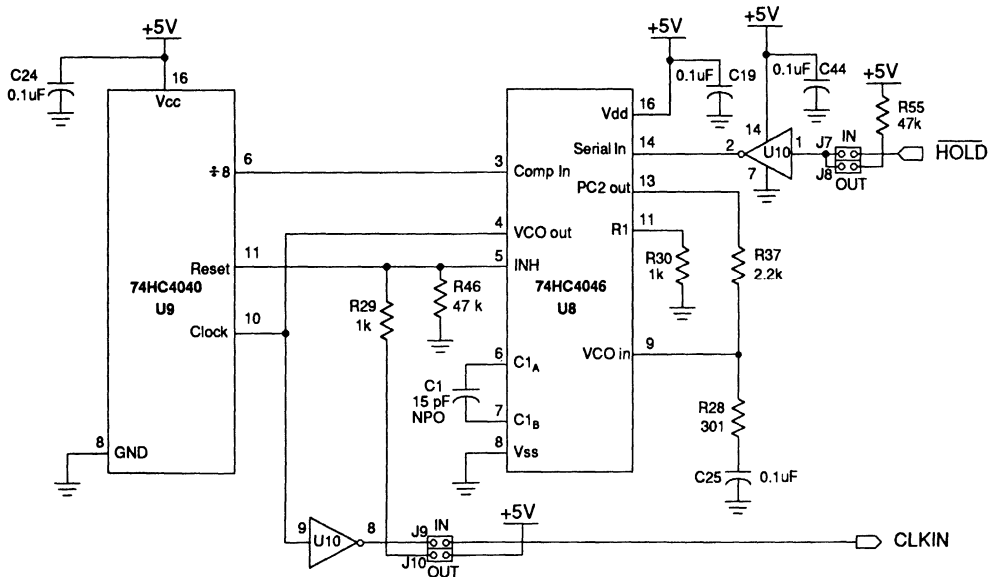 +5V
+5V
+5V
C24
0.1uF
16
Vcc
0.1uF
C19
0.1uF
C44
+5V
R55
47k
Vdd
16
÷8
6
3
Comp In
Serial In
14
2
14
U10
7
1
J7
IN
J8
OUT
HOLD
PC2 out
13
4
VCO out
R1
11
Reset
11
5
INH
R30
1k
R37
2.2k
74HC4040
U9
R29
1k
R46
47 k
74HC4046
U8
Clock
10
VCO in
9
6
C1A
C1
15 pF
NPO
7
C1B
R28
301
8
GND
8
Vss
C25
0.1uF
+5V
9
U10
8
J9
IN
J10
OUT
CLKIN